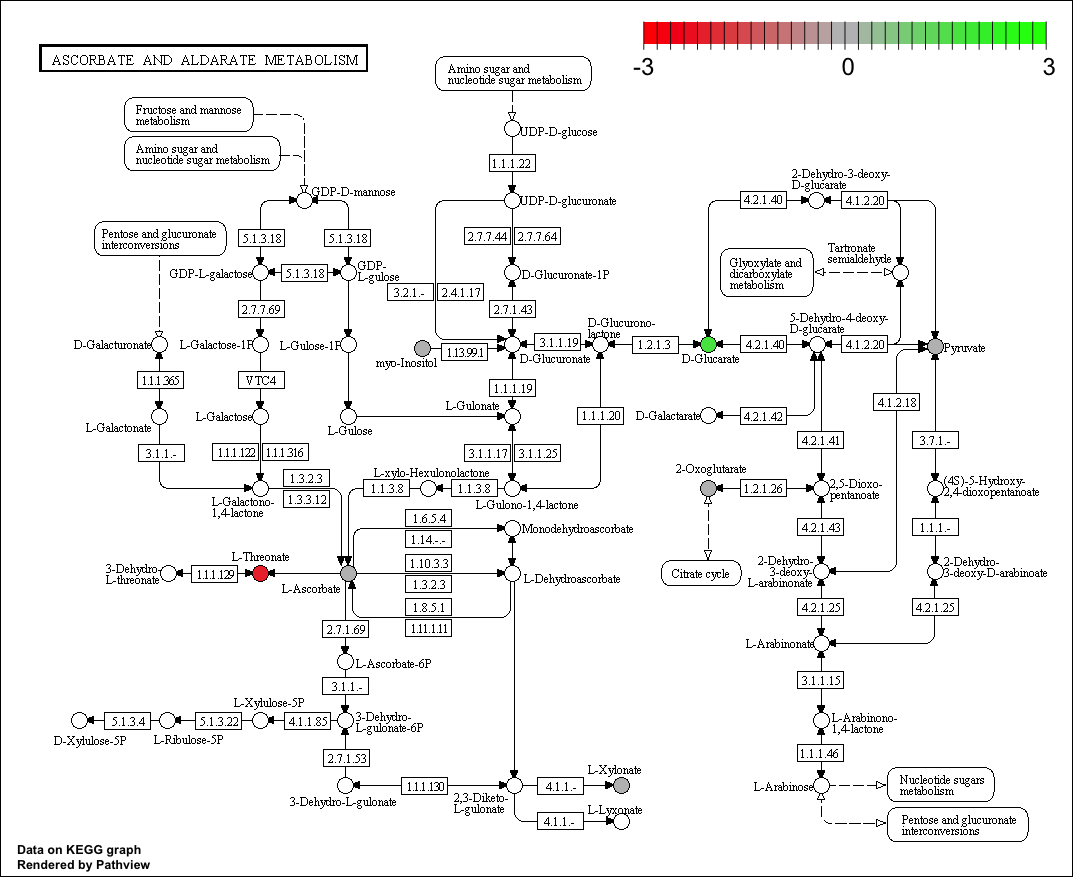 ASCORBATE AND ALDARATE METABOLISM
-3
0
3
Amino sugar and
nucleotide sugar metabolism
Fructose and mannose
metabolism
Amino sugar and
nucleotide sugar metabolism
UDP-D-glucose
1.1.1.22
2-Dehydro-3-deoxy-
D-glucarate
GDP-D-mannose
UDP-D-glucuronate
4.2.1.40
4.1.2.20
Pentose and glucuronate
interconversions
5.1.3.18
5.1.3.18
2.7.7.44
2.7.7.64
Tartronate
semialdehyde
Glyoxylate and
dicarboxylate
metabolism
GDP-L-galactose
5.1.3.18
GDP-
L-gulose
D-Glucuronate-1P
3.2.1.-
2.4.1.17
2.7.7.69
2.7.1.43
5-Dehydro-4-deoxy-
D-glucarate
D-Glucurono-
lactone
D-Galacturonate
L-Galactose-1P
L-Gulose-1P
myo-Inositol
1.13.99.1
D-Glucuronate
3.1.1.19
1.2.1.3
D-Glucarate
4.2.1.40
4.1.2.20
Pyruvate
1.1.1.365
VTC4
1.1.1.19
4.1.2.18
L-Galactonate
L-Galactose
L-Gulose
L-Gulonate
1.1.1.20
D-Galactarate
4.2.1.42
3.1.1.-
1.1.1.122
1.1.1.316
3.1.1.17
3.1.1.25
4.2.1.41
3.7.1.-
L-Galactono-
1,4-lactone
1.3.2.3
1.3.3.12
L-xylo-Hexulonolactone
1.1.3.8
1.1.3.8
L-Gulono-1,4-lactone
2-Oxoglutarate
1.2.1.26
2,5-Dioxo-
pentanoate
(4S)-5-Hydroxy-
2,4-dioxopentanoate
1.6.5.4
1.14.-.-
Monodehydroascorbate
4.2.1.43
1.1.1.-
3-Dehydro-
L-threonate
1.1.1.129
L-Threonate
L-Ascorbate
1.10.3.3
1.3.2.3
L-Dehydroascorbate
Citrate cycle
2-Dehydro-
3-deoxy-
L-arabinonate
2-Dehydro-
3-deoxy-D-arabinoate
1.8.5.1
1.11.1.11
4.2.1.25
4.2.1.25
2.7.1.69
L-Arabinonate
L-Ascorbate-6P
3.1.1.-
3.1.1.15
D-Xylulose-5P
5.1.3.4
L-Ribulose-5P
5.1.3.22
L-Xylulose-5P
4.1.1.85
3-Dehydro-
L-gulonate-6P
L-Arabinono-
1,4-lactone
2.7.1.53
1.1.1.46
3-Dehydro-L-gulonate
1.1.1.130
2,3-Diketo-
L-gulonate
4.1.1.-
L-Xylonate
L-Arabinose
Nucleotide sugars
metabolism
4.1.1.-
L-Lyxonate
Pentose and glucuronate
interconversions
Data on KEGG graph
Rendered by Pathview